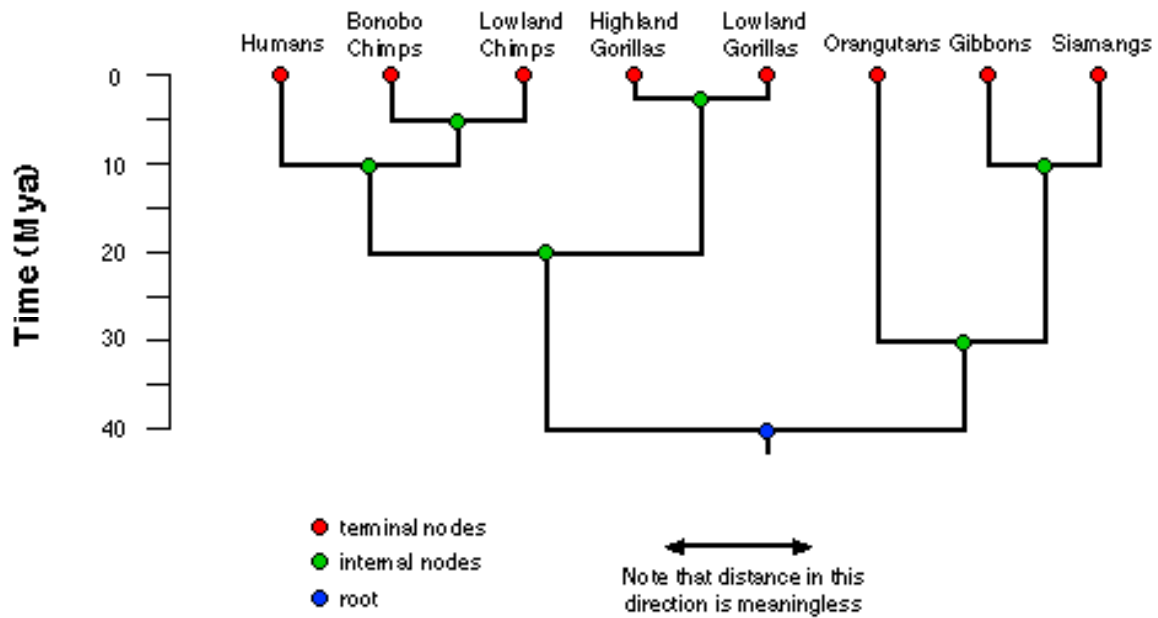 Humans
Bonobo
Chimps
Lowland
Chimps
Highland
Gorillas
Lowland
Gorillas
Orangutans
Gibbons
Siamangs
Time (Mya)
0
10
20
30
40
terminal nodes
internal nodes
root
Note that distance in this
direction is meaningless